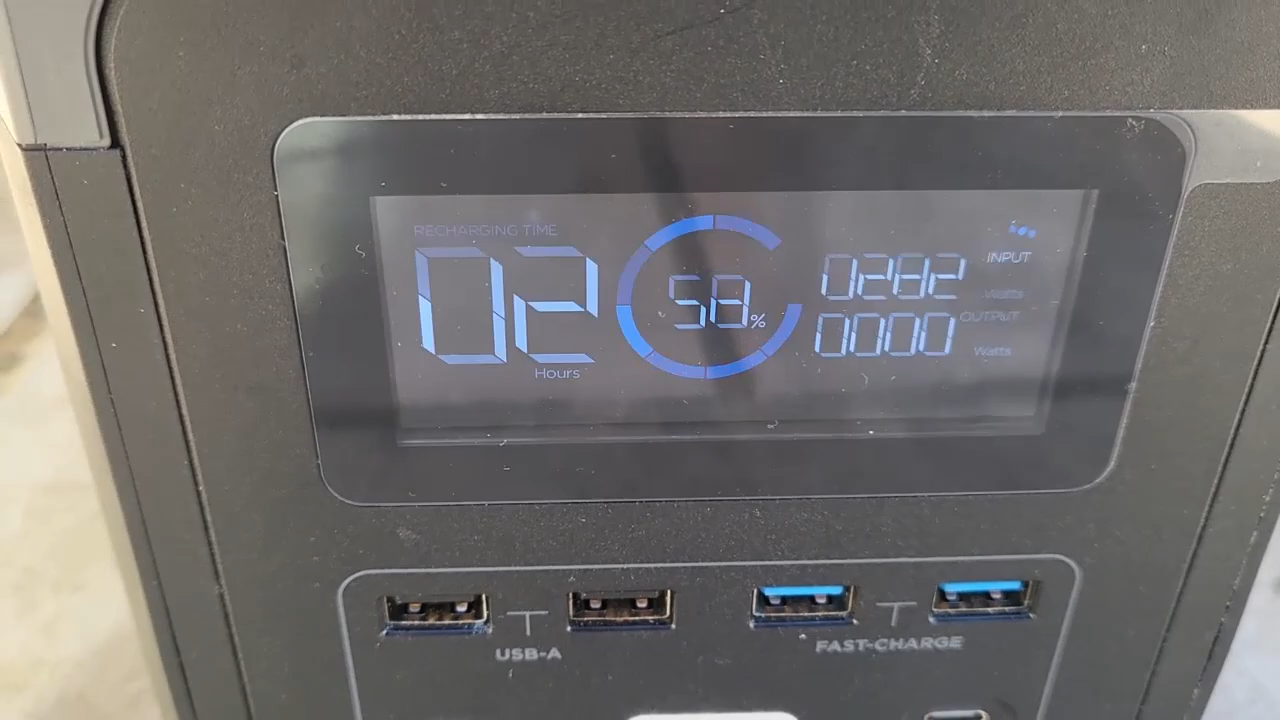 RECHARGING TIME
02
Hours
58%
0282
INPUT
Watts
0000
OUTPUT
Watts
USB-A
FAST-CHARGE